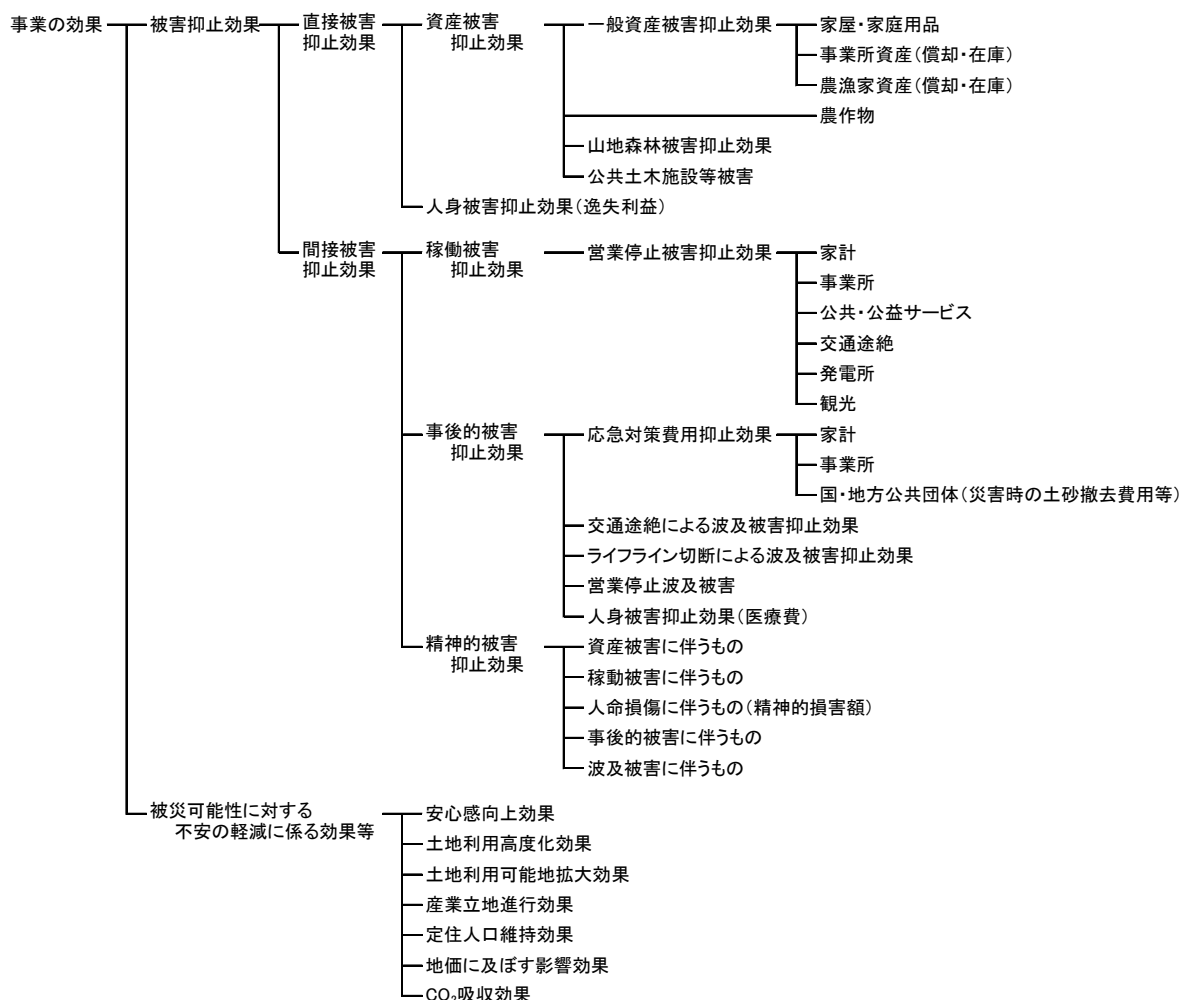 事業の効果
被害抑止効果
直接被害
抑止効果
資産被害
抑止効果
一般資産被害抑止効果
家屋・家庭用品
事業所資産(償却・在庫)
農漁家資産(償却・在庫)
農作物
山地森林被害抑止効果
公共土木施設等被害
人身被害抑止効果(逸失利益)
間接被害
抑止効果
稼働被害
抑止効果
営業停止被害抑止効果
家計
事業所
公共・公益サービス
交通途絶
発電所
観光
事後的被害
抑止効果
応急対策費用抑止効果
家計
事業所
国・地方公共団体(災害時の土砂撤去費用等)
交通途絶による波及被害抑止効果
ライフライン切断による波及被害抑止効果
営業停止波及被害
人身被害抑止効果(医療費)
精神的被害
抑止効果
資産被害に伴うもの
稼動被害に伴うもの
人命損傷に伴うもの(精神的損害額)
事後的被害に伴うもの
波及被害に伴うもの
被災可能性に対する
不安の軽減に係る効果等
安心感向上効果
土地利用高度化効果
土地利用可能地拡大効果
産業立地進行効果
定住人口維持効果
地価に及ぼす影響効果
CO₂吸収効果